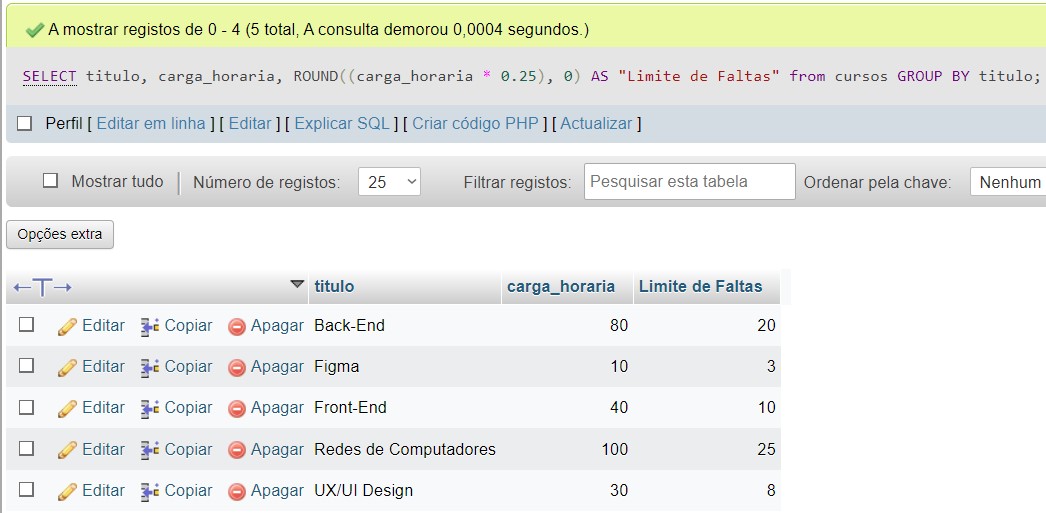 A mostrar registos de 0 - 4 (5 total, A consulta demorou 0,0004 segundos.)
SELECT titulo, carga_horaria, ROUND((carga_horaria * 0.25), 0) AS "Limite de Faltas" from cursos GROUP BY titulo;
Perfil [ Editar em linha ] [ Editar ] [ Explicar SQL ] [ Criar código PHP ] [ Actualizar ]
Mostrar tudo | Número de registos: 25 Filtrar registos: Pesquisar esta tabela Ordenar pela chave: Nenhum
Opções extra
←T→ titulo carga_horaria Limite de Faltas
Editar Copiar Apagar Back-End 80 20
Editar Copiar Apagar Figma 10 3
Editar Copiar Apagar Front-End 40 10
Editar Copiar Apagar Redes de Computadores 100 25
Editar Copiar Apagar UX/UI Design 30 8